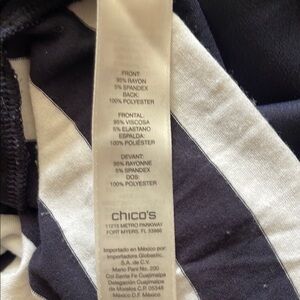 FRONT:
95% RAYON
5% SPANDEX
BACK:
100% POLYESTER
FRONTAL:
95% VISCOSA
5% ELASTANO
ESPALDA:
100% POLIÉSTER
DEVANT:
95% RAYONNE
5% SPANDEX
DOS:
100% POLYESTER
chico's
11215 METRO PARKWAY
FORT MYERS, FL 33966
Importado en México por:
Importadora Globastic,
S.A. de C.V.
Mario Pani No. 200
Col Santa Fe Cuajimalpa
Delegación Cuajimalpa
de Morelos C.P. 05348
México D.F. México